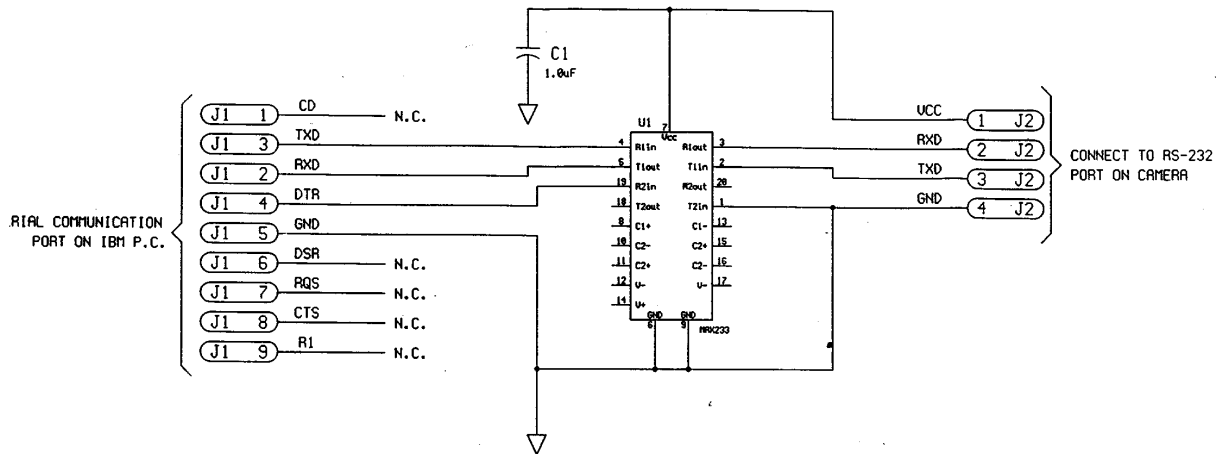 C1
1.0uF
J1 1 CD N.C.
J1 3 TXD
J1 2 RXD
J1 4 DTR
J1 5 GND
J1 6 DSR N.C.
J1 7 RQS N.C.
J1 8 CTS N.C.
J1 9 R1 N.C.
RIAL COMMUNICATION
PORT ON IBM P.C.
U1
7
Vcc
4 R1in R1out 3
5 T1out T1in 2
19 R2in R2out 20
18 T2out T2in 1
8 C1+ C1- 13
10 C2- C2+ 15
11 C2+ C2- 16
12 V- V- 17
14 V+
GND GND
6 9
MAX233
VCC 1 J2
RXD 2 J2
TXD 3 J2
GND 4 J2
CONNECT TO RS-232
PORT ON CAMERA